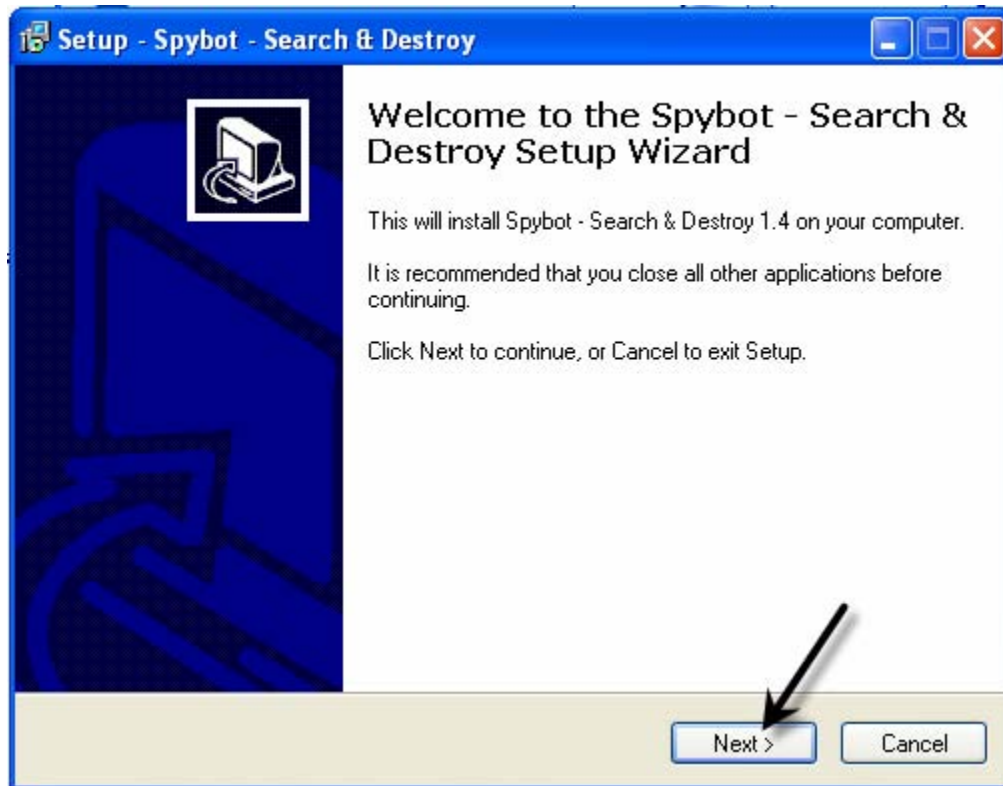 Setup - Spybot - Search & Destroy
Welcome to the Spybot - Search &
Destroy Setup Wizard
This will install Spybot - Search & Destroy 1.4 on your computer.
It is recommended that you close all other applications before
continuing.
Click Next to continue, or Cancel to exit Setup.
Next >
Cancel